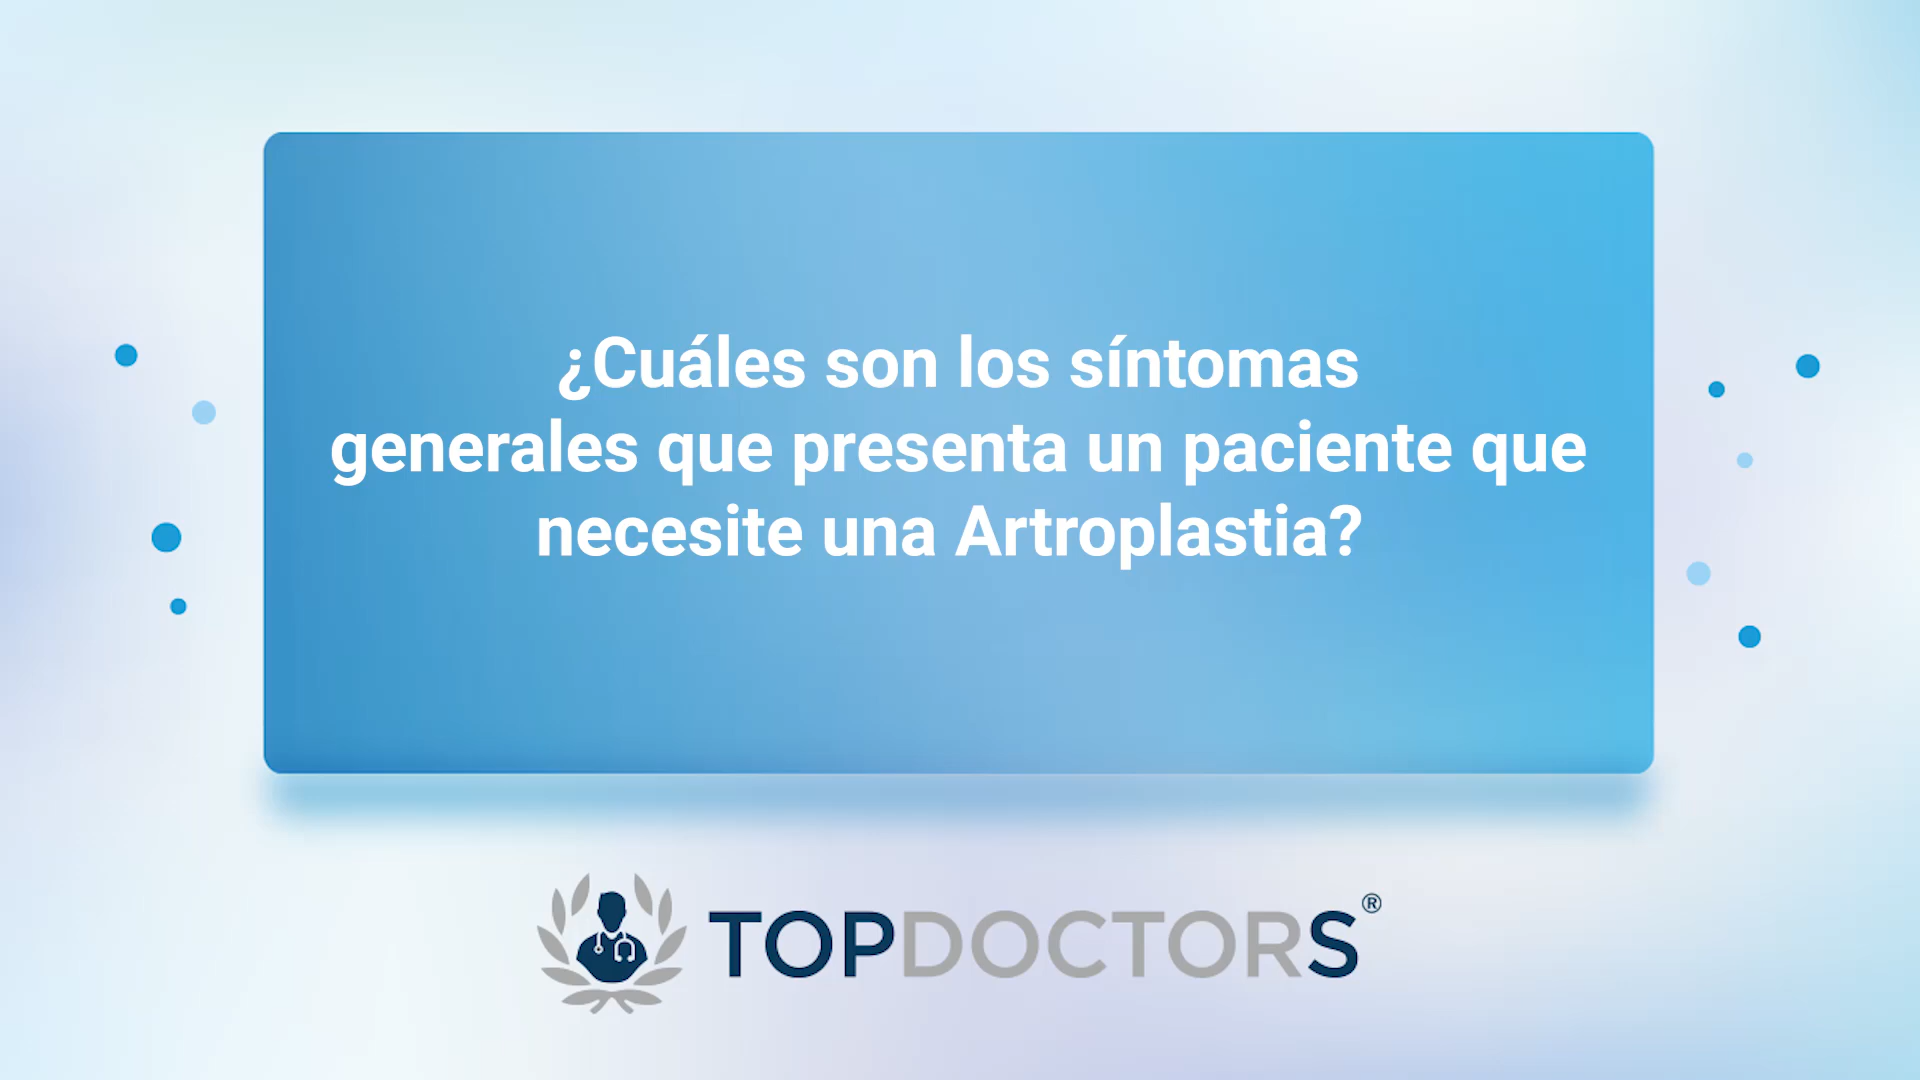 ¿Cuáles son los síntomas
generales que presenta un paciente que
necesite una Artroplastia?
TOPDOCTORS®